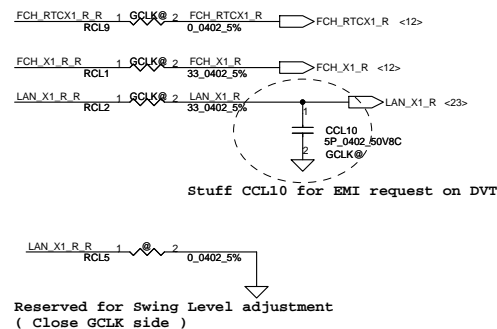 FCH_RTCX1_R_R 1 GCLK@ 2 FCH_RTCX1_R FCH_RTCX1_R <12>
RCL9 0_0402_5%
FCH_X1_R_R 1 GCLK@ 2 FCH_X1_R FCH_X1_R <12>
RCL1 33_0402_5%
LAN_X1_R_R 1 GCLK@ 2 LAN_X1_R LAN_X1_R <23>
RCL2 33_0402_5%
1
CCL10
5P_0402_50V8C
2 GCLK@
Stuff CCL10 for EMI request on DVT
LAN_X1_R_R 1 @ 2
RCL5 0_0402_5%
Reserved for Swing Level adjustment
( Close GCLK side )